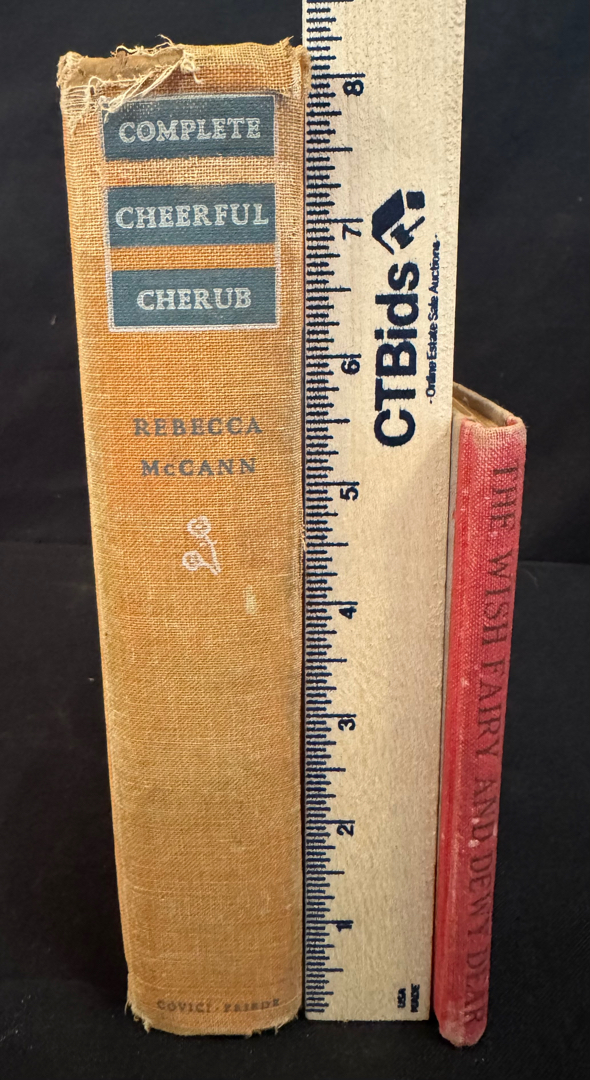 COMPLETE
CHEERFUL
CHERUB
REBECCA
McCANN
COVICI · FRIEDE
8
7
6
5
4
3
2
1
CTBids
- Online Estate Sale Auctions -
USA
MADE
THE WISH FAIRY AND DEWY DEAR